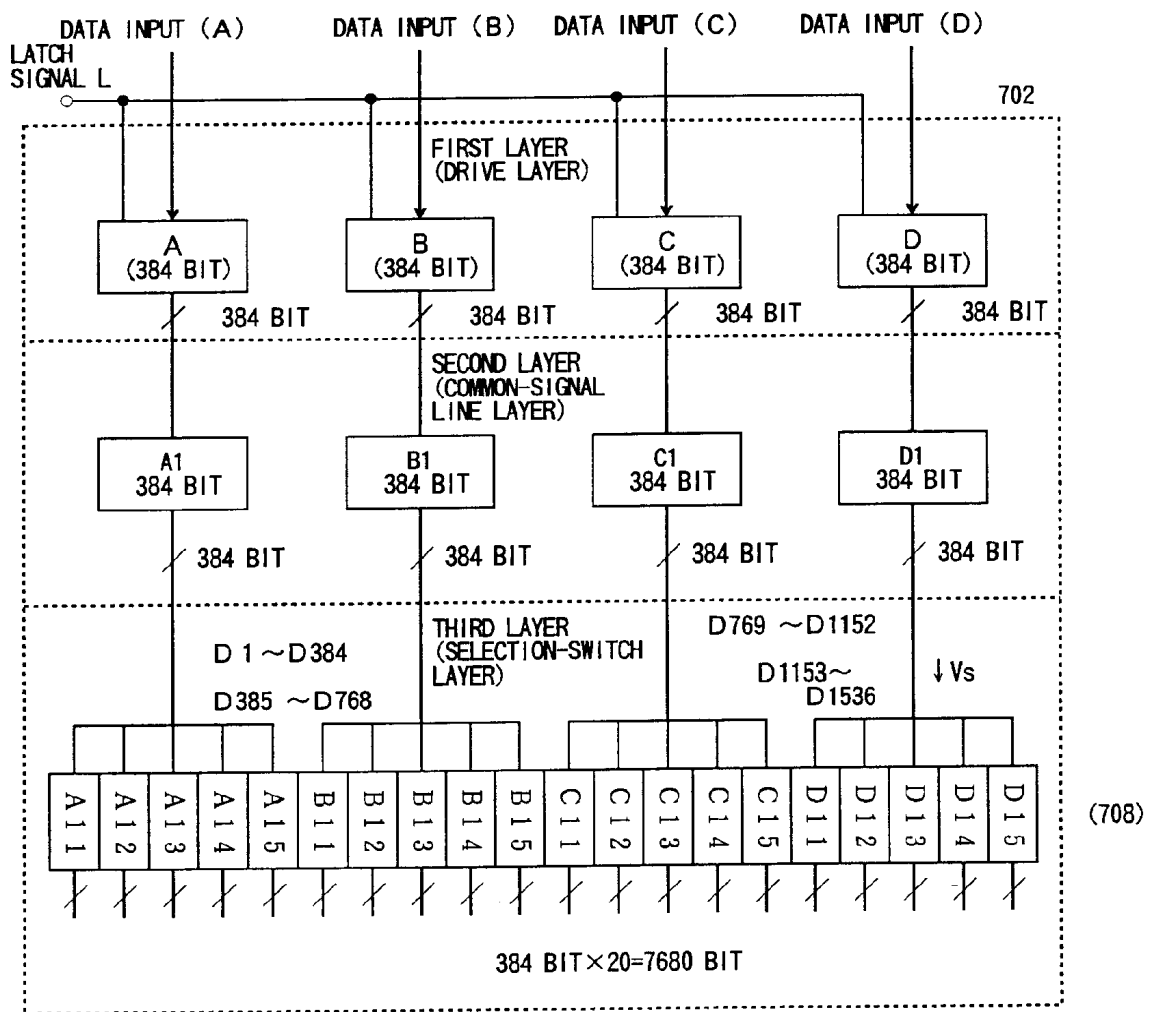 DATA INPUT (A)
DATA INPUT (B)
DATA INPUT (C)
DATA INPUT (D)
LATCH
SIGNAL L
702
FIRST LAYER
(DRIVE LAYER)
A
(384 BIT)
B
(384 BIT)
C
(384 BIT)
D
(384 BIT)
384 BIT
384 BIT
384 BIT
384 BIT
SECOND LAYER
(COMMON-SIGNAL
LINE LAYER)
A1
384 BIT
B1
384 BIT
C1
384 BIT
D1
384 BIT
384 BIT
384 BIT
384 BIT
384 BIT
THIRD LAYER
(SELECTION-SWITCH
LAYER)
D 1 ~D384
D385 ~D768
D769 ~D1152
D1153~
D1536
↓Vs
A11
A12
A13
A14
A15
B11
B12
B13
B14
B15
C11
C12
C13
C14
C15
D11
D12
D13
D14
D15
(708)
384 BIT×20=7680 BIT